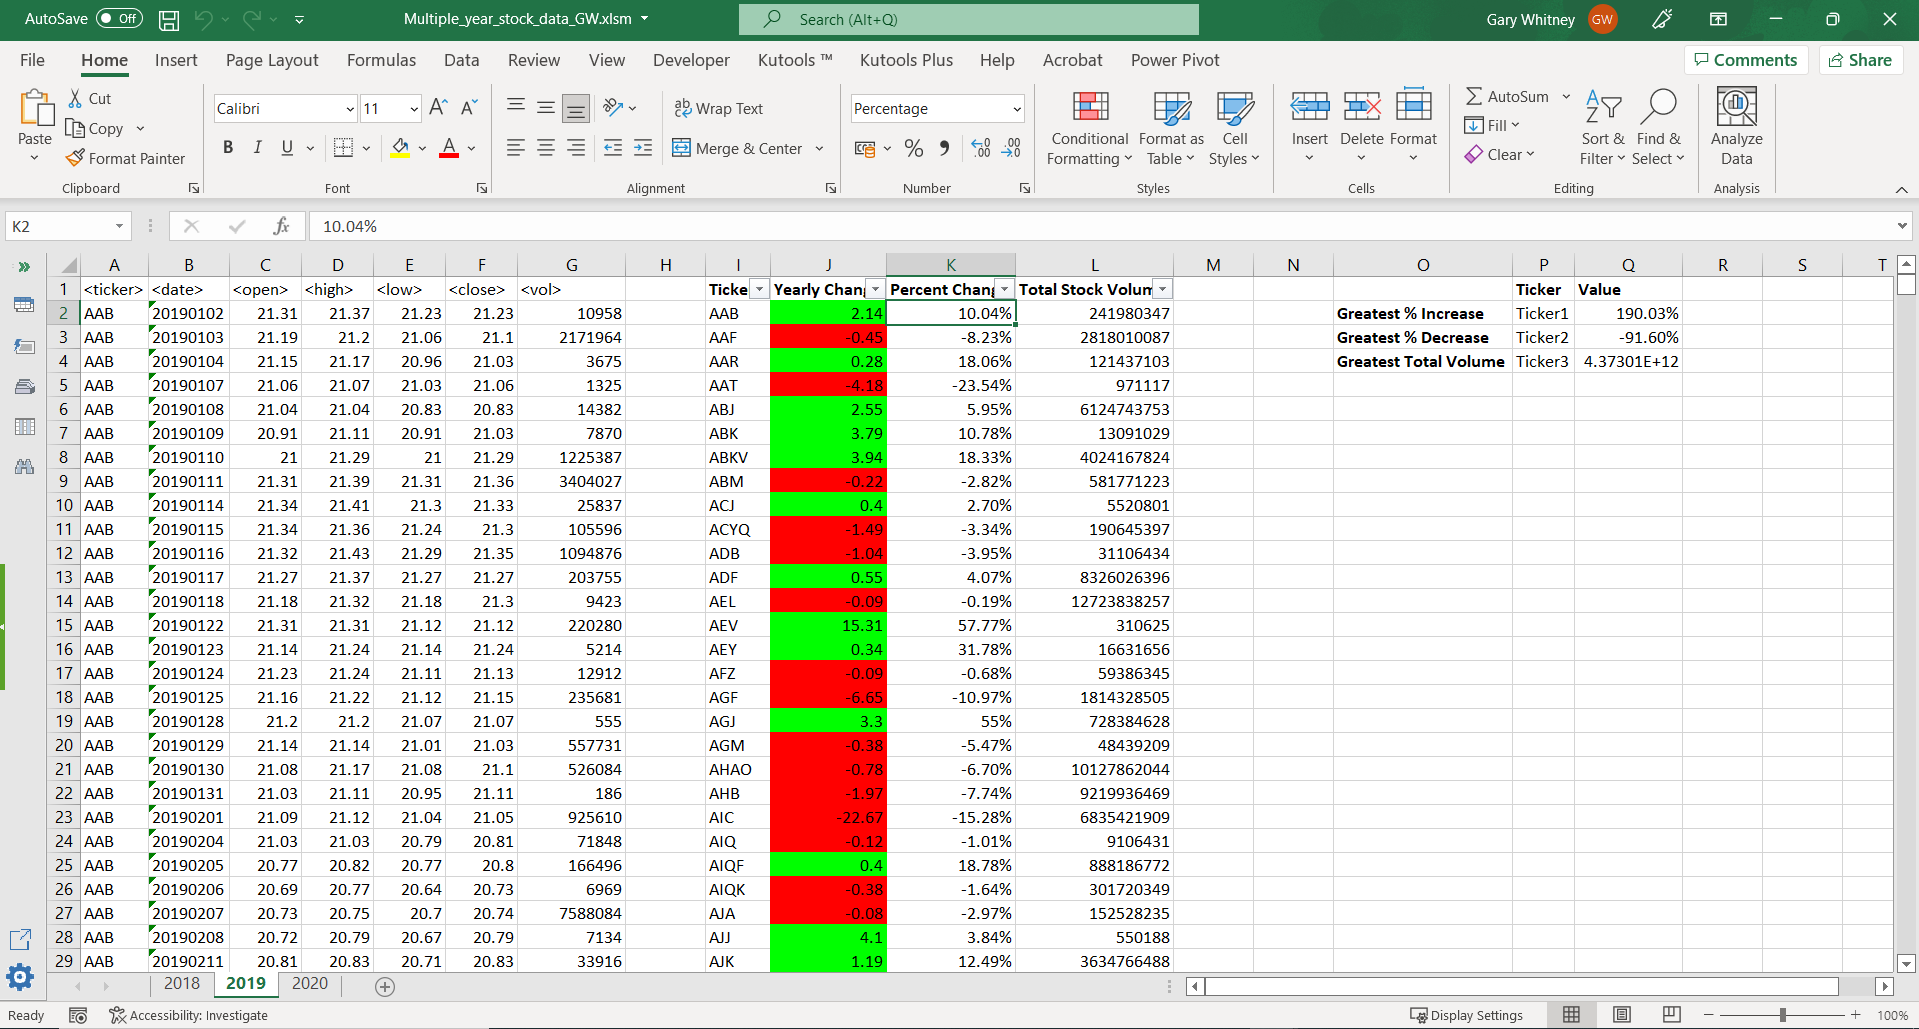 AutoSave Off Multiple_year_stock_data_GW.xlsm Search (Alt+Q) Gary Whitney GW
File Home Insert Page Layout Formulas Data Review View Developer Kutools ™ Kutools Plus Help Acrobat Power Pivot Comments Share
Paste Cut Copy Format Painter Clipboard
Calibri 11 B I U A Font
Wrap Text Merge & Center Alignment
Percentage % Number
Conditional Formatting Format as Table Cell Styles Styles
Insert Delete Format Cells
AutoSum Fill Clear Sort & Filter Find & Select Editing
Analyze Data Analysis
K2 fx 10.04%
A B C D E F G H I J K L M N O P Q R S T
1 <ticker> <date> <open> <high> <low> <close> <vol> Ticke Yearly Chang Percent Chang Total Stock Volum Ticker Value
2 AAB 20190102 21.31 21.37 21.23 21.23 10958 AAB 2.14 10.04% 241980347 Greatest % Increase Ticker1 190.03%
3 AAB 20190103 21.19 21.2 21.06 21.1 2171964 AAF -0.45 -8.23% 2818010087 Greatest % Decrease Ticker2 -91.60%
4 AAB 20190104 21.15 21.17 20.96 21.03 3675 AAR 0.28 18.06% 121437103 Greatest Total Volume Ticker3 4.37301E+12
5 AAB 20190107 21.06 21.07 21.03 21.06 1325 AAT -4.18 -23.54% 971117
6 AAB 20190108 21.04 21.04 20.83 20.83 14382 ABJ 2.55 5.95% 6124743753
7 AAB 20190109 20.91 21.11 20.91 21.03 7870 ABK 3.79 10.78% 13091029
8 AAB 20190110 21 21.29 21 21.29 1225387 ABKV 3.94 18.33% 4024167824
9 AAB 20190111 21.31 21.39 21.31 21.36 3404027 ABM -0.22 -2.82% 581771223
10 AAB 20190114 21.34 21.41 21.3 21.33 25837 ACJ 0.4 2.70% 5520801
11 AAB 20190115 21.34 21.36 21.24 21.3 105596 ACYQ -1.49 -3.34% 190645397
12 AAB 20190116 21.32 21.43 21.29 21.35 1094876 ADB -1.04 -3.95% 31106434
13 AAB 20190117 21.27 21.37 21.27 21.27 203755 ADF 0.55 4.07% 8326026396
14 AAB 20190118 21.18 21.32 21.18 21.3 9423 AEL -0.09 -0.19% 12723838257
15 AAB 20190122 21.31 21.31 21.12 21.12 220280 AEV 15.31 57.77% 310625
16 AAB 20190123 21.14 21.24 21.14 21.24 5214 AEY 0.34 31.78% 16631656
17 AAB 20190124 21.23 21.24 21.11 21.13 12912 AFZ -0.09 -0.68% 59386345
18 AAB 20190125 21.16 21.22 21.12 21.15 235681 AGF -6.65 -10.97% 1814328505
19 AAB 20190128 21.2 21.2 21.07 21.07 555 AGJ 3.3 55% 728384628
20 AAB 20190129 21.14 21.14 21.01 21.03 557731 AGM -0.38 -5.47% 48439209
21 AAB 20190130 21.08 21.17 21.08 21.1 526084 AHAO -0.78 -6.70% 10127862044
22 AAB 20190131 21.03 21.11 20.95 21.11 186 AHB -1.97 -7.74% 9219936469
23 AAB 20190201 21.09 21.12 21.04 21.05 925610 AIC -22.67 -15.28% 6835421909
24 AAB 20190204 21.03 21.03 20.79 20.81 71848 AIQ -0.12 -1.01% 9106431
25 AAB 20190205 20.77 20.82 20.77 20.8 166496 AIQF 0.4 18.78% 888186772
26 AAB 20190206 20.69 20.77 20.64 20.73 6969 AIQK -0.38 -1.64% 301720349
27 AAB 20190207 20.73 20.75 20.7 20.74 7588084 AJA -0.08 -2.97% 152528235
28 AAB 20190208 20.72 20.79 20.67 20.79 7134 AJJ 4.1 3.84% 550188
29 AAB 20190211 20.81 20.83 20.71 20.83 33916 AJK 1.19 12.49% 3634766488
2018 2019 2020
Ready Accessibility: Investigate Display Settings 100%